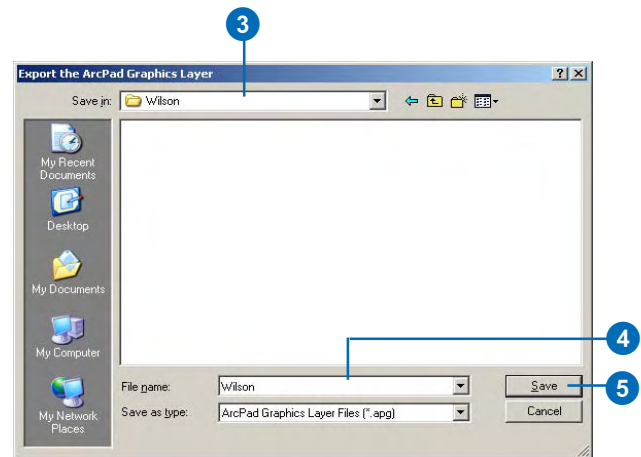 3
Export the ArcPad Graphics Layer
Save in: Wilson
My Recent
Documents
Desktop
My Documents
My Computer
My Network
Places
4
File name: Wilson Save
5
Save as type: ArcPad Graphics Layer Files (*.apg) Cancel